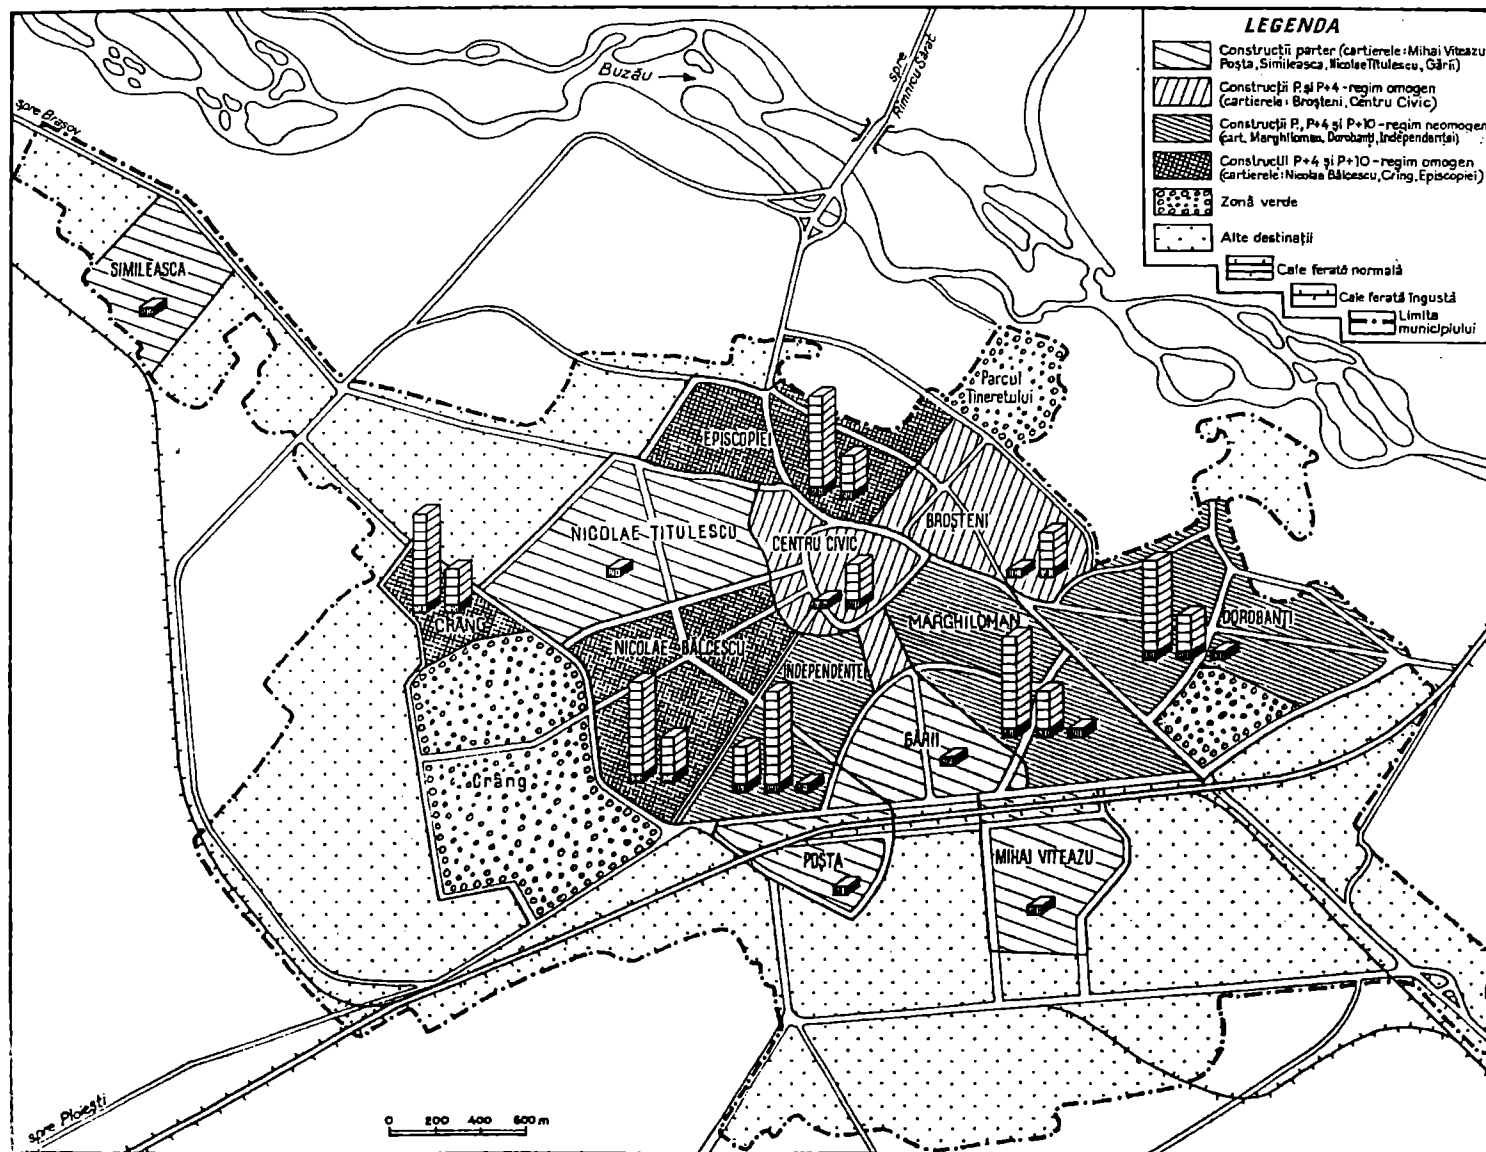 LEGENDA
Construcții parter (cartierele: Mihai Viteazu
Poșta, Simileasca, Nicolae Titulescu, Gării)
Construcții P. și P+4 - regim omogen
(cartierele: Broșteni, Centru Civic)
Construcții P., P+4 și P+10 - regim neomogen
(cart. Marghiloman, Dorobanți, Independenței)
Construcții P+4 și P+10 - regim omogen
(cartierele: Nicolae Bălcescu, Crîng, Episcopiei)
Zonă verde
Alte destinații
Cale ferată normală
Cale ferată îngustă
Limita
municipiului
Buzău
spre
Rîmnicu Sărat
spre Brașov
SIMILEASCA
Parcul
Tineretului
EPISCOPIEI
NICOLAE TITULESCU
CENTRU CIVIC
BROȘTENI
CRÂNG
NICOLAE BĂLCESCU
MARGHILOMAN
DOROBANȚI
INDEPENDENȚEI
GĂRII
Crâng
POȘTA
MIHAI VITEAZU
spre Ploiești
0 200 400 600 m